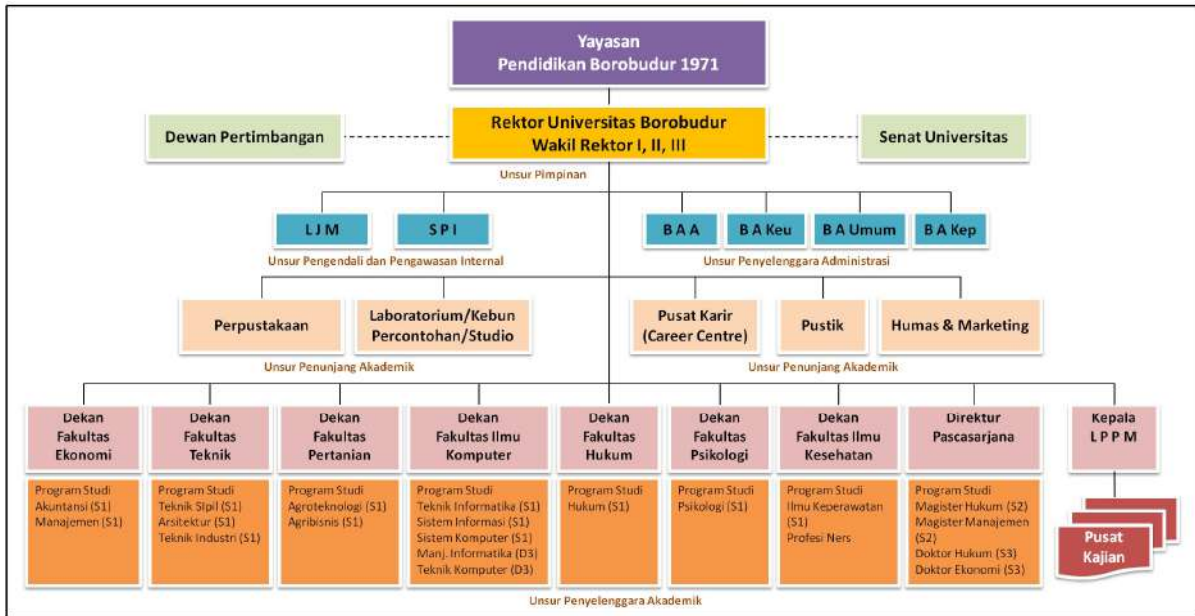 Yayasan
Pendidikan Borobudur 1971
Dewan Pertimbangan
Rektor Universitas Borobudur
Wakil Rektor I, II, III
Senat Universitas
Unsur Pimpinan
L J M
S P I
B A A
B A Keu
B A Umum
B A Kep
Unsur Pengendali dan Pengawasan Internal
Unsur Penyelenggara Administrasi
Perpustakaan
Laboratorium/Kebun
Percontohan/Studio
Pusat Karir
(Career Centre)
Pustik
Humas & Marketing
Unsur Penunjang Akademik
Unsur Penunjang Akademik
Dekan
Fakultas
Ekonomi
Dekan
Fakultas
Teknik
Dekan
Fakultas
Pertanian
Dekan
Fakultas Ilmu
Komputer
Dekan
Fakultas
Hukum
Dekan
Fakultas
Psikologi
Dekan
Fakultas Ilmu
Kesehatan
Direktur
Pascasarjana
Kepala
L P P M
Program Studi
Akuntansi (S1)
Manajemen (S1)
Program Studi
Teknik SIpil (S1)
Arsitektur (S1)
Teknik Industri (S1)
Program Studi
Agroteknologi (S1)
Agribisnis (S1)
Program Studi
Teknik Informatika (S1)
Sistem Informasi (S1)
Sistem Komputer (S1)
Manj. Informatika (D3)
Teknik Komputer (D3)
Program Studi
Hukum (S1)
Program Studi
Psikologi (S1)
Program Studi
Ilmu Keperawatan
(S1)
Profesi Ners
Program Studi
Magister Hukum (S2)
Magister Manajemen
(S2)
Doktor Hukum (S3)
Doktor Ekonomi (S3)
Pusat
Kajian
Unsur Penyelenggara Akademik